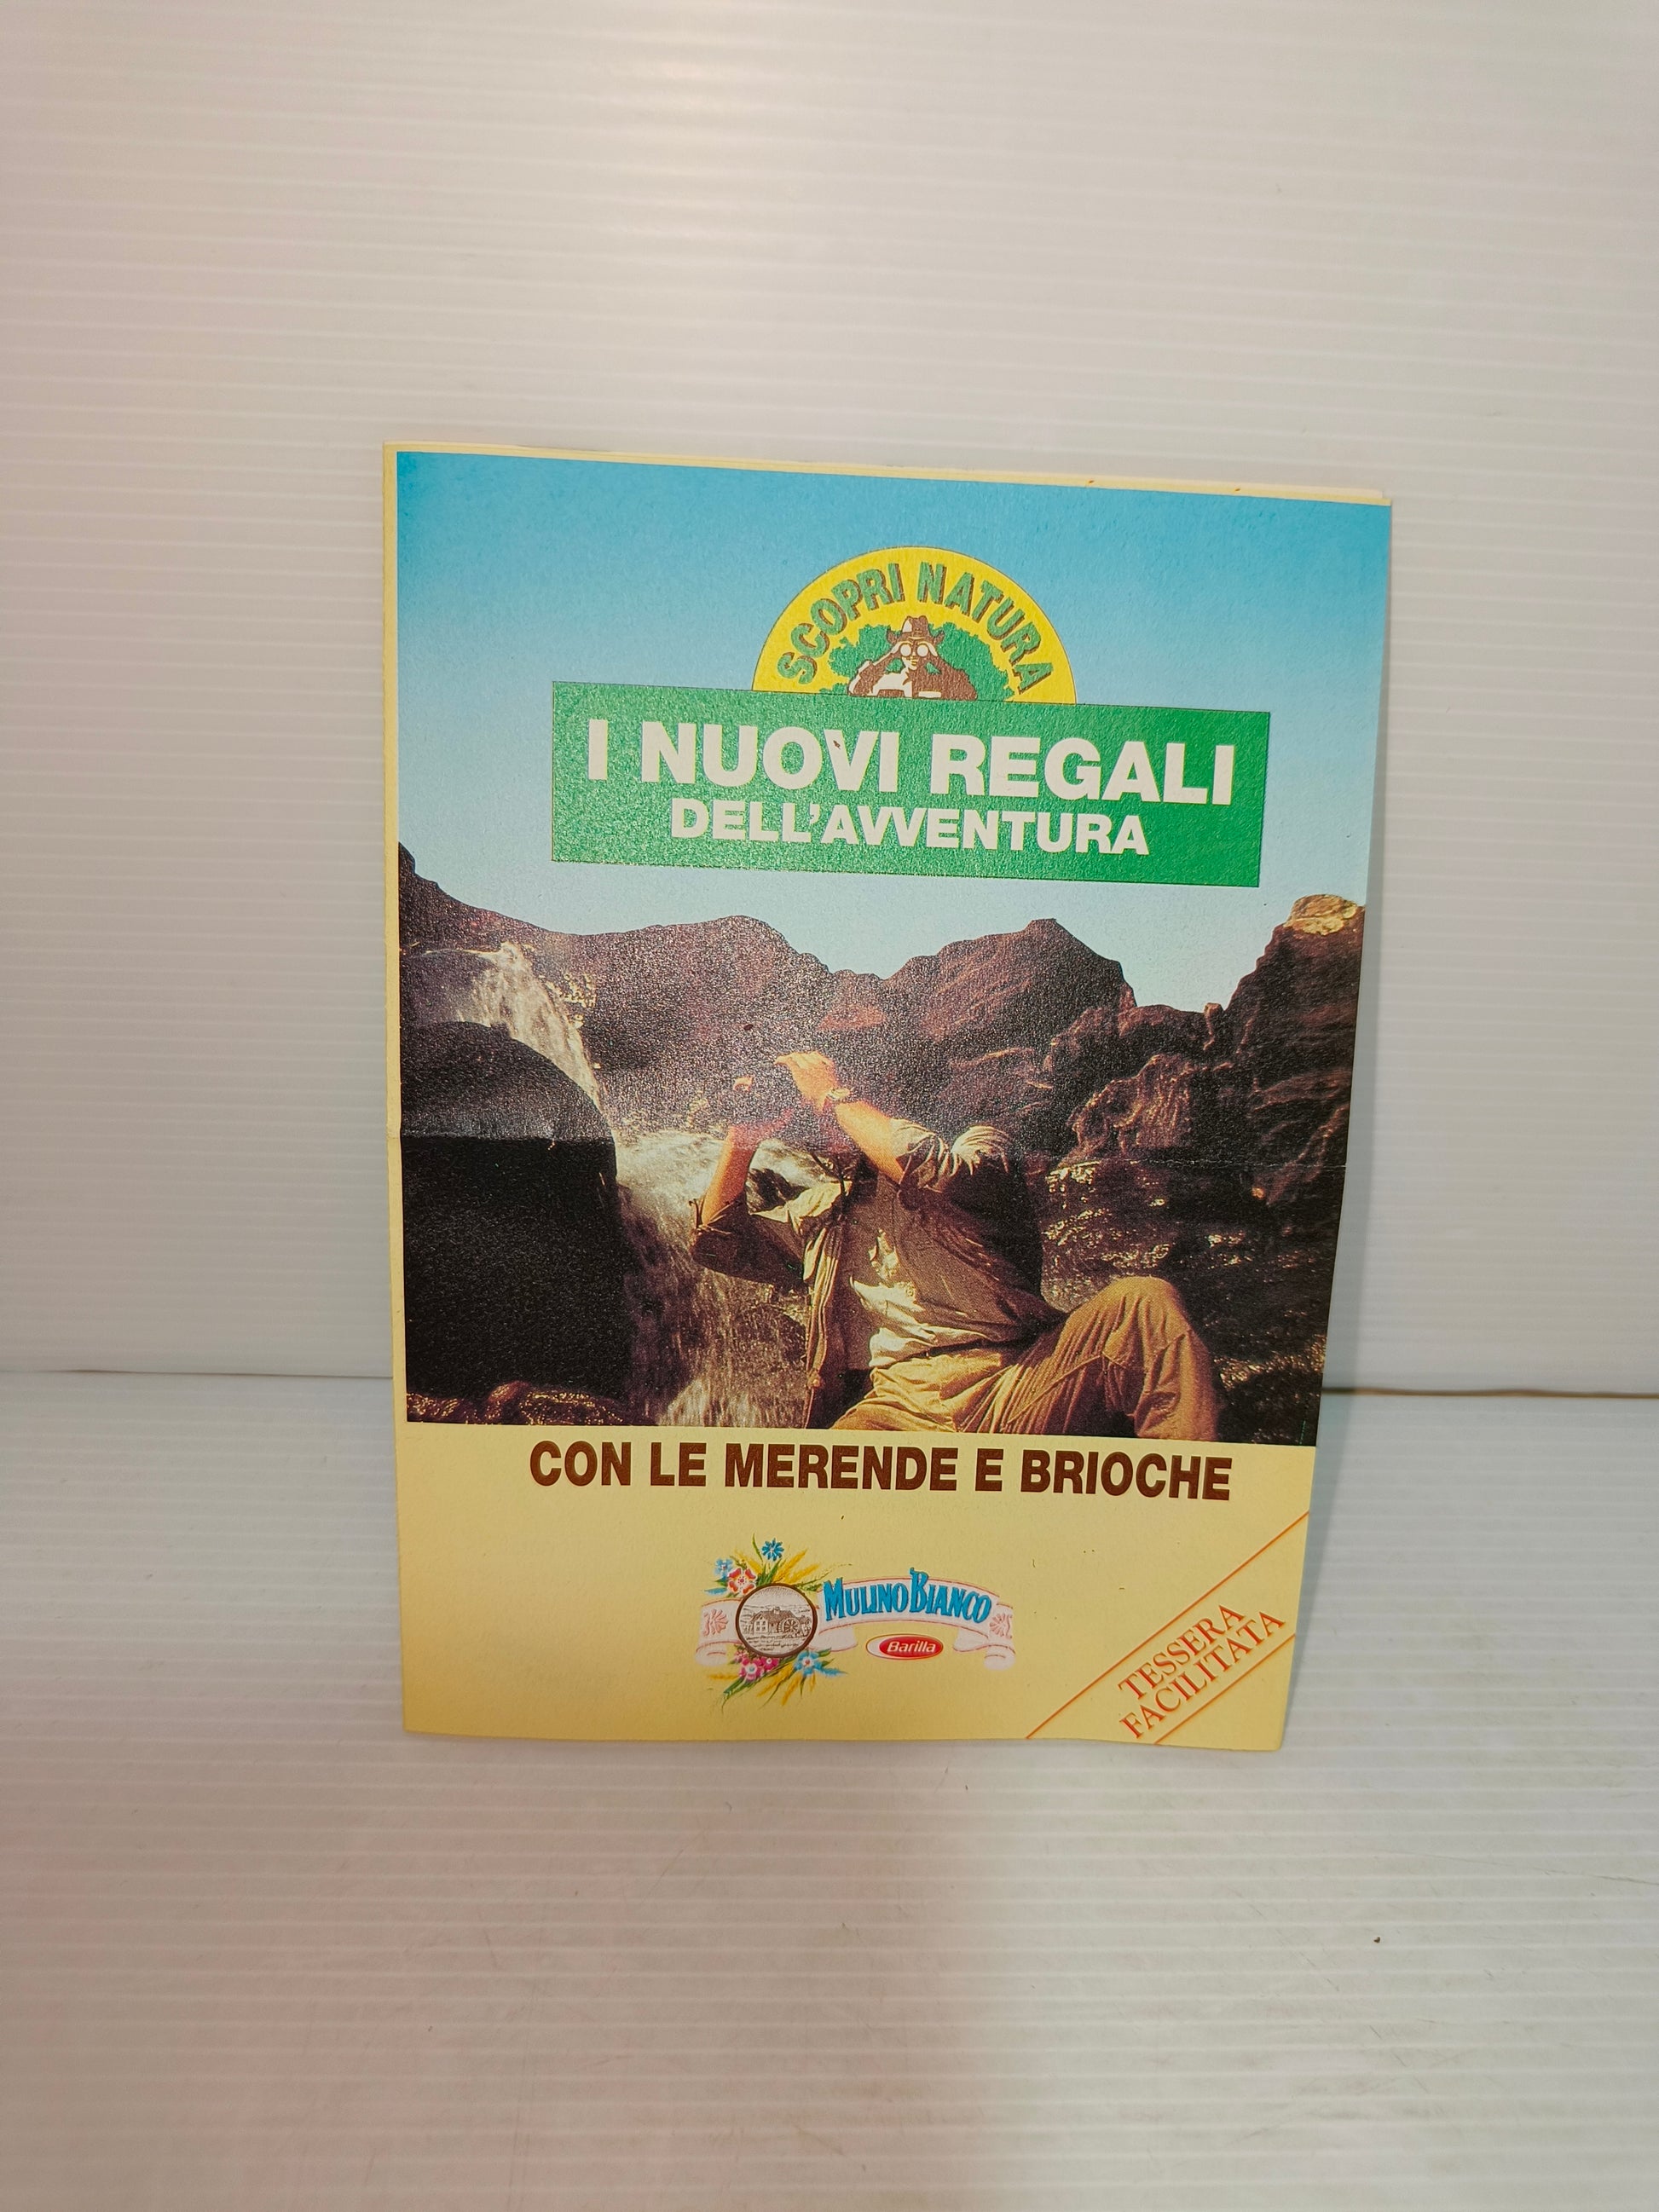 SCOPRI NATURA
I NUOVI REGALI
DELL'AVVENTURA
CON LE MERENDE E BRIOCHE
MULINO BIANCO
Barilla
TESSERA
FACILITATA